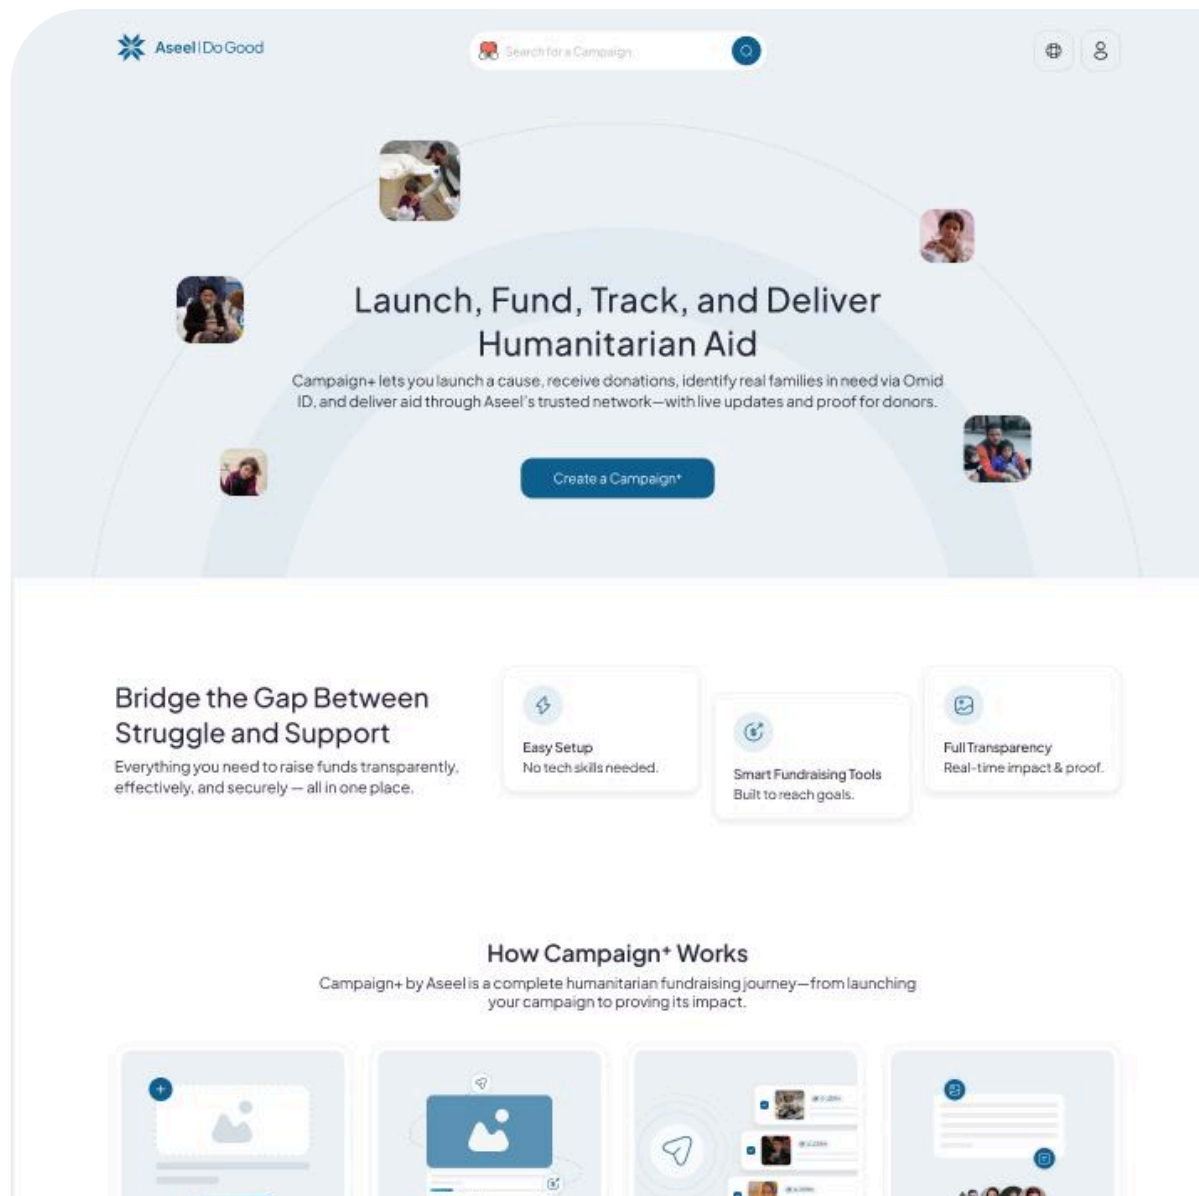 Aseel | Do Good
Search for a Campaign
Launch, Fund, Track, and Deliver
Humanitarian Aid
Campaign+ lets you launch a cause, receive donations, identify real families in need via Omid
ID, and deliver aid through Aseel's trusted network—with live updates and proof for donors.
Create a Campaign⁺
Bridge the Gap Between
Struggle and Support
Everything you need to raise funds transparently,
effectively, and securely — all in one place.
Easy Setup
No tech skills needed.
Smart Fundraising Tools
Built to reach goals.
Full Transparency
Real-time impact & proof.
How Campaign⁺ Works
Campaign+ by Aseel is a complete humanitarian fundraising journey—from launching
your campaign to proving its impact.